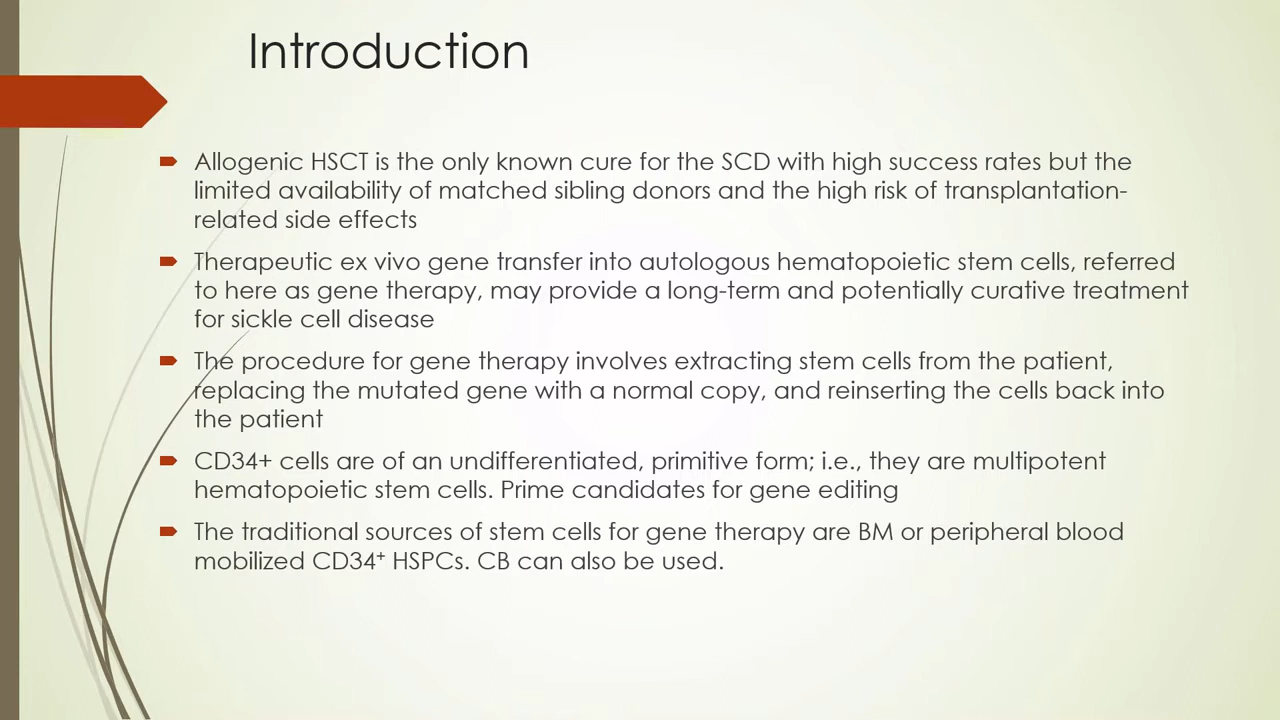 Introduction
Allogenic HSCT is the only known cure for the SCD with high success rates but the
limited availability of matched sibling donors and the high risk of transplantation-
related side effects
Therapeutic ex vivo gene transfer into autologous hematopoietic stem cells, referred
to here as gene therapy, may provide a long-term and potentially curative treatment
for sickle cell disease
The procedure for gene therapy involves extracting stem cells from the patient,
replacing the mutated gene with a normal copy, and reinserting the cells back into
the patient
CD34+ cells are of an undifferentiated, primitive form; i.e., they are multipotent
hematopoietic stem cells. Prime candidates for gene editing
The traditional sources of stem cells for gene therapy are BM or peripheral blood
mobilized CD34⁺ HSPCs. CB can also be used.